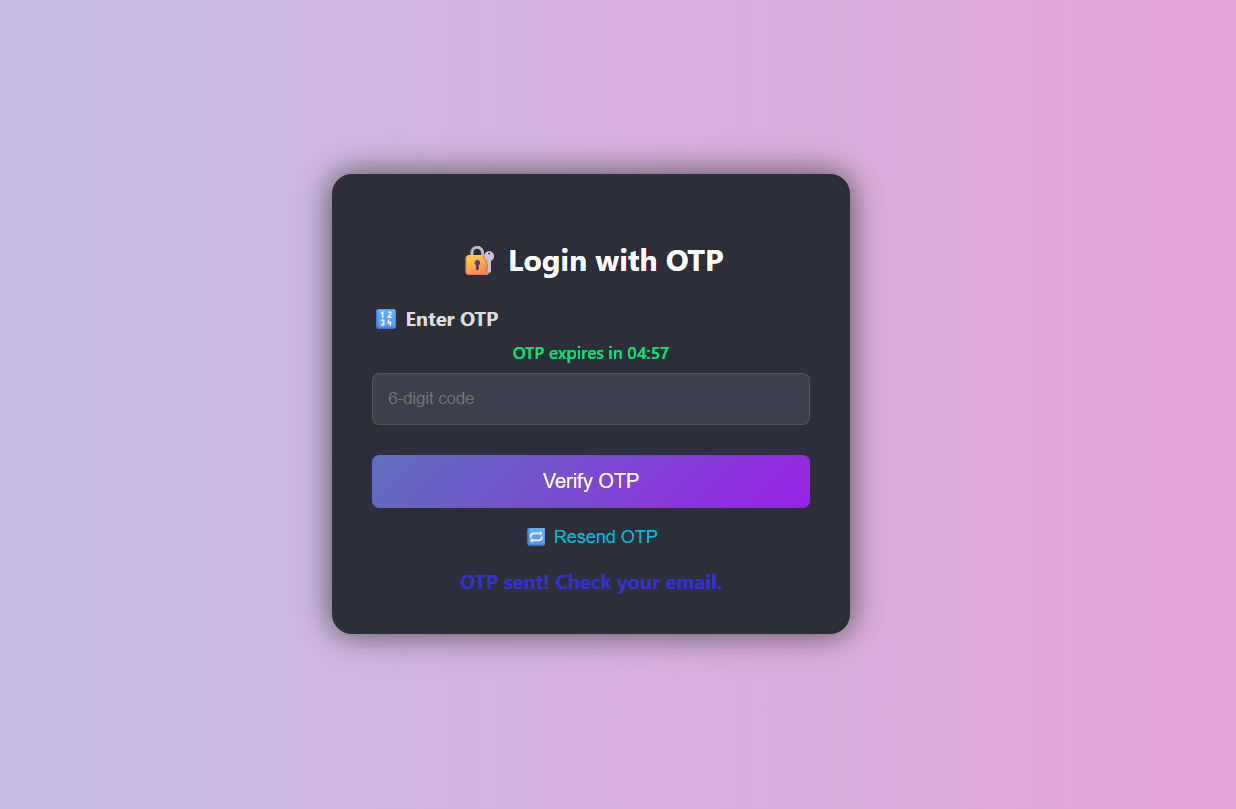 🔐 Login with OTP
🔢 Enter OTP
OTP expires in 04:57
6-digit code
Verify OTP
🔁 Resend OTP
OTP sent! Check your email.